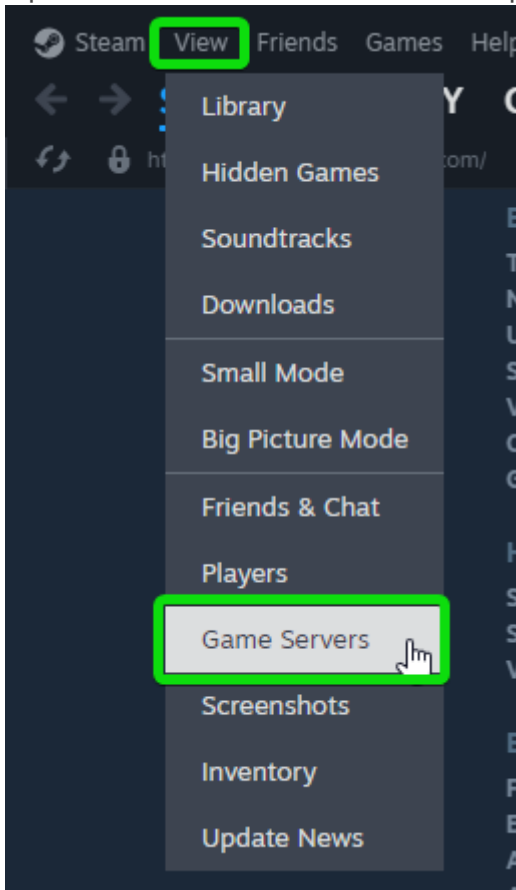 Steam View Friends Games Help
Library
Hidden Games
Soundtracks
Downloads
Small Mode
Big Picture Mode
Friends & Chat
Players
Game Servers
Screenshots
Inventory
Update News